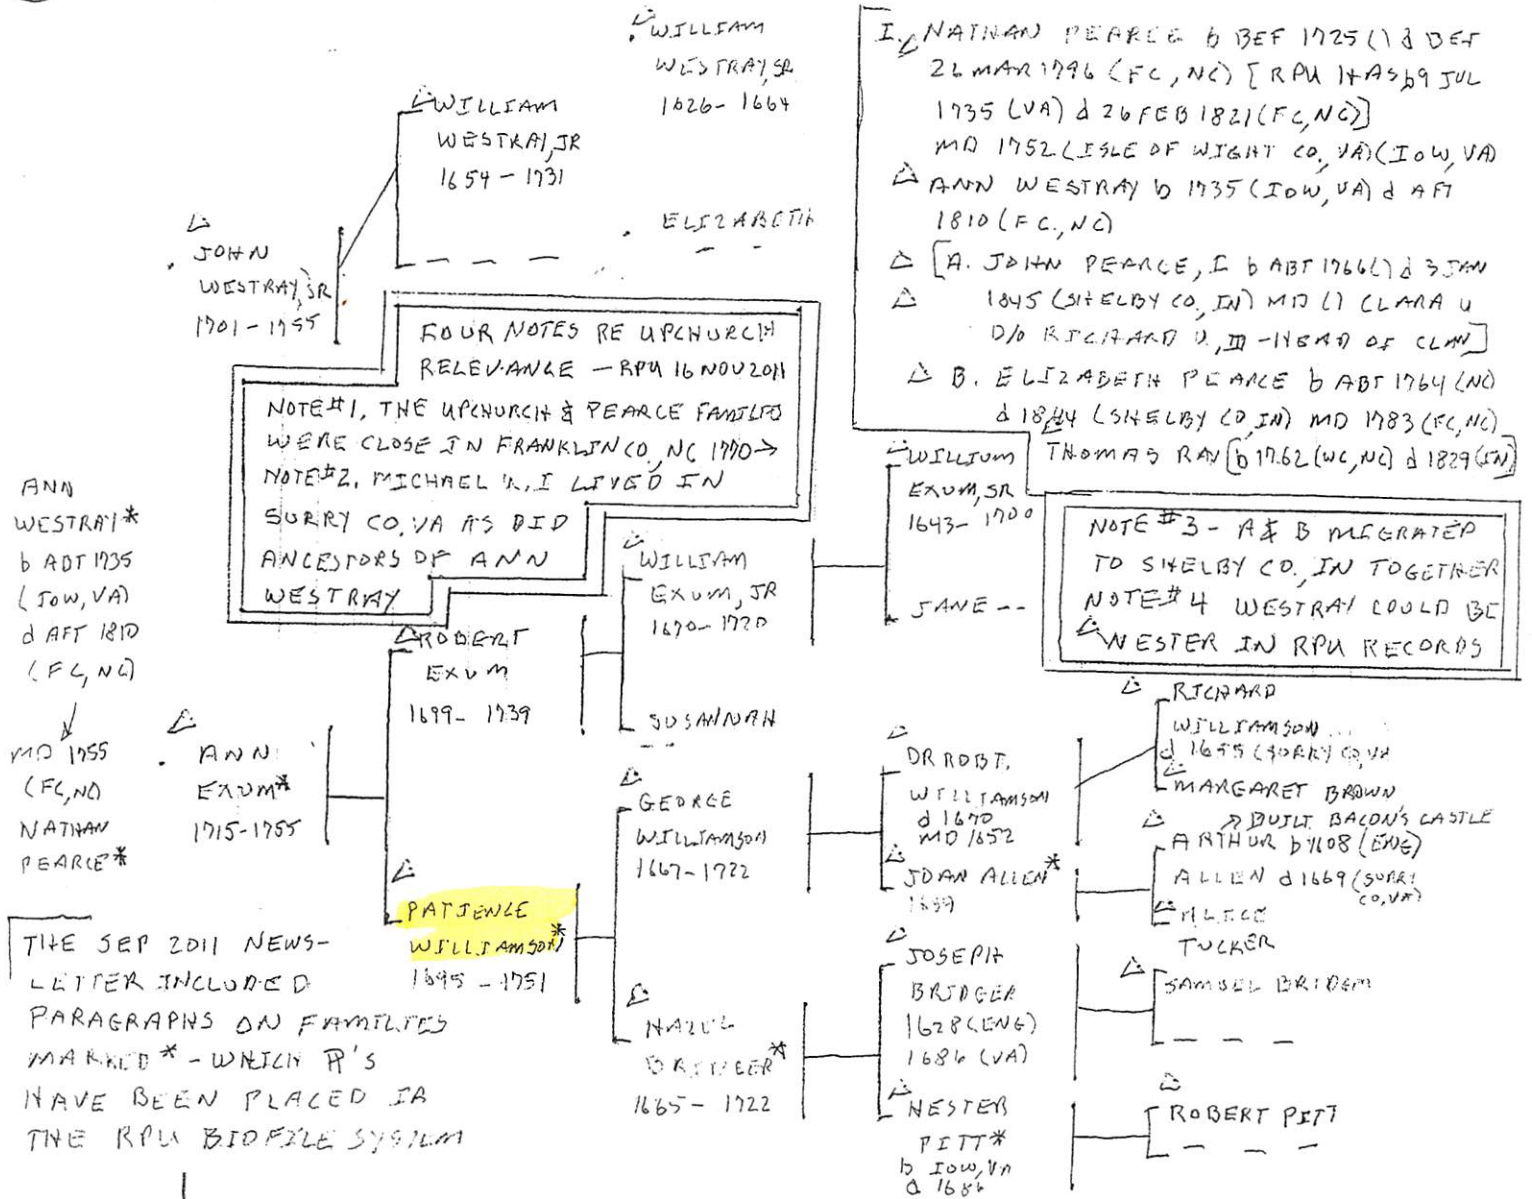 WILLIAM
WESTRAY, SR
1626 - 1664
WILLIAM
WESTRAY, JR
1654 - 1731
ELIZABETH
JOHN
WESTRAY, SR
1701 - 1755
I. NATHAN PEARCE b BEF 1725 () d BEF
26 MAR 1796 (FC, NC) [RPU HAS b 9 JUL
1735 (VA) d 26 FEB 1821 (FC, NC)]
MD 1752 (ISLE OF WIGHT CO., VA) (IOW, VA)
ANN WESTRAY b 1735 (IOW, VA) d AFT
1810 (FC., NC)
[A. JOHN PEARCE, I b ABT 1766 () d 3 JAN
1845 (SHELBY CO, IN) MD () CLARA U
D/O RICHARD U, III - HEAD OF CLAN]
B. ELIZABETH PEARCE b ABT 1764 (NC)
d 1844 (SHELBY CO, IN) MD 1783 (FC, NC)
THOMAS RAY [b 1762 (WC, NC) d 1829 (IN)]
FOUR NOTES RE UPCHURCH
RELEVANCE - RPU 16 NOV 2011
NOTE #1, THE UPCHURCH & PEARCE FAMILES
WERE CLOSE IN FRANKLIN CO, NC 1770 →
NOTE #2, MICHAEL U, I LIVED IN
SURRY CO, VA AS DID
ANCESTORS OF ANN
WESTRAY
NOTE #3 - A & B MIGRATED
TO SHELBY CO., IN TOGETHER
NOTE #4 WESTRAY COULD BE
WESTER IN RPU RECORDS
ANN
WESTRAY*
b ABT 1735
(IOW, VA)
d AFT 1810
(FC, NC)
MD 1755
(FC, NC)
NATHAN
PEARCE*
ANN
EXUM*
1715-1755
ROBERT
EXUM
1699 - 1739
PATIENCE
WILLIAMSON*
1695 - 1751
WILLIAM
EXUM, JR
1670 - 1720
SUSANNAH
WILLIUM
EXUM, SR
1643 - 1700
JANE --
GEORGE
WILLIAMSON
1667 - 1722
HAZEL
BRIDGER*
1665 - 1722
DR ROBT.
WILLIAMSON
d 1670
MD 1652
JOAN ALLEN*
JOSEPH
BRIDGER
1628 (ENG)
1686 (VA)
HESTER
PITT*
b IOW, VA
d 1686
RICHARD
WILLIAMSON
d 1655 (SURRY CO, VA
MARGARET BROWN
→ BUILT BACON'S CASTLE
ARTHUR b 1608 (ENG)
ALLEN d 1669 (SURRY
CO, VA)
ALICE
TUCKER
SAMUEL BRIDGER
ROBERT PITT
THE SEP 2011 NEWS-
LETTER INCLUDED
PARAGRAPHS ON FAMILIES
MARKED * - WHICH P'S
HAVE BEEN PLACED IN
THE RPU BIOFILE SYSTEM